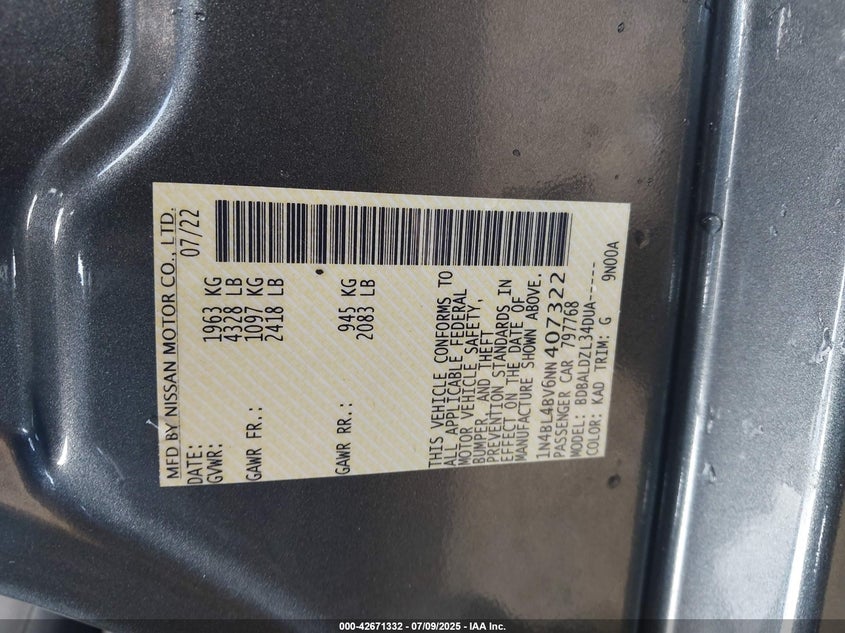 MFD BY NISSAN MOTOR CO., LTD.
DATE: 07/22
GVWR: 1963 KG
4328 LB
GAWR FR.: 1097 KG
2418 LB
GAWR RR.: 945 KG
2083 LB
THIS VEHICLE CONFORMS TO
ALL APPLICABLE FEDERAL
MOTOR VEHICLE SAFETY,
BUMPER, AND THEFT
PREVENTION STANDARDS IN
EFFECT ON THE DATE OF
MANUFACTURE SHOWN ABOVE.
1N4BL4BV6NN407322
PASSENGER CAR 797768
MODEL: BDBALDZL34DUA-----
COLOR: KAD TRIM: G 9N00A
000-42671332 - 07/09/2025 - IAA Inc.